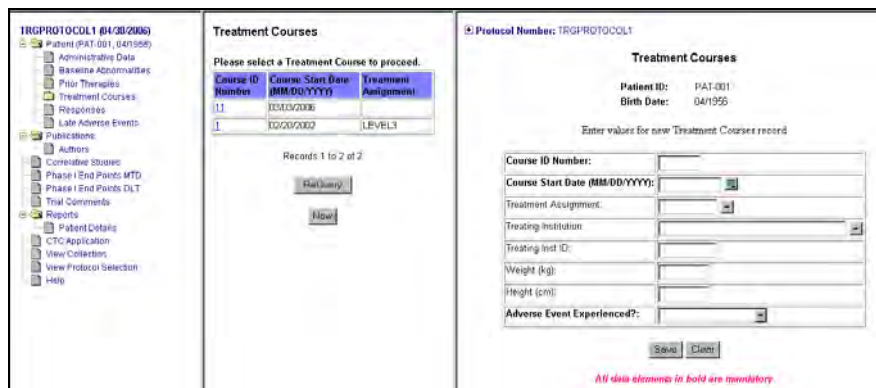 TRGPROTOCOL1 (04/30/2006)
Patient (PAT-001, 04/1956)
Administrative Data
Baseline Abnormalities
Prior Therapies
Treatment Courses
Responses
Late Adverse Events
Publications
Authors
Correlative Studies
Phase I End Points MTD
Phase I End Points DLT
Trial Comments
Reports
Patient Details
CTC Application
View Collection
View Protocol Selection
Help
Treatment Courses
Please select a Treatment Course to proceed.
Course ID Number Course Start Date (MM/DD/YYYY) Treatment Assignment
11 03/03/2006
1 02/20/2002 LEVEL3
Records 1 to 2 of 2
ReQuery
New
Protocol Number: TRGPROTOCOL1
Treatment Courses
Patient ID: PAT-001
Birth Date: 04/1956
Enter values for new Treatment Courses record
Course ID Number:
Course Start Date (MM/DD/YYYY):
Treatment Assignment:
Treating Institution:
Treating Inst ID:
Weight (kg):
Height (cm):
Adverse Event Experienced?:
Save Clear
All data elements in bold are mandatory